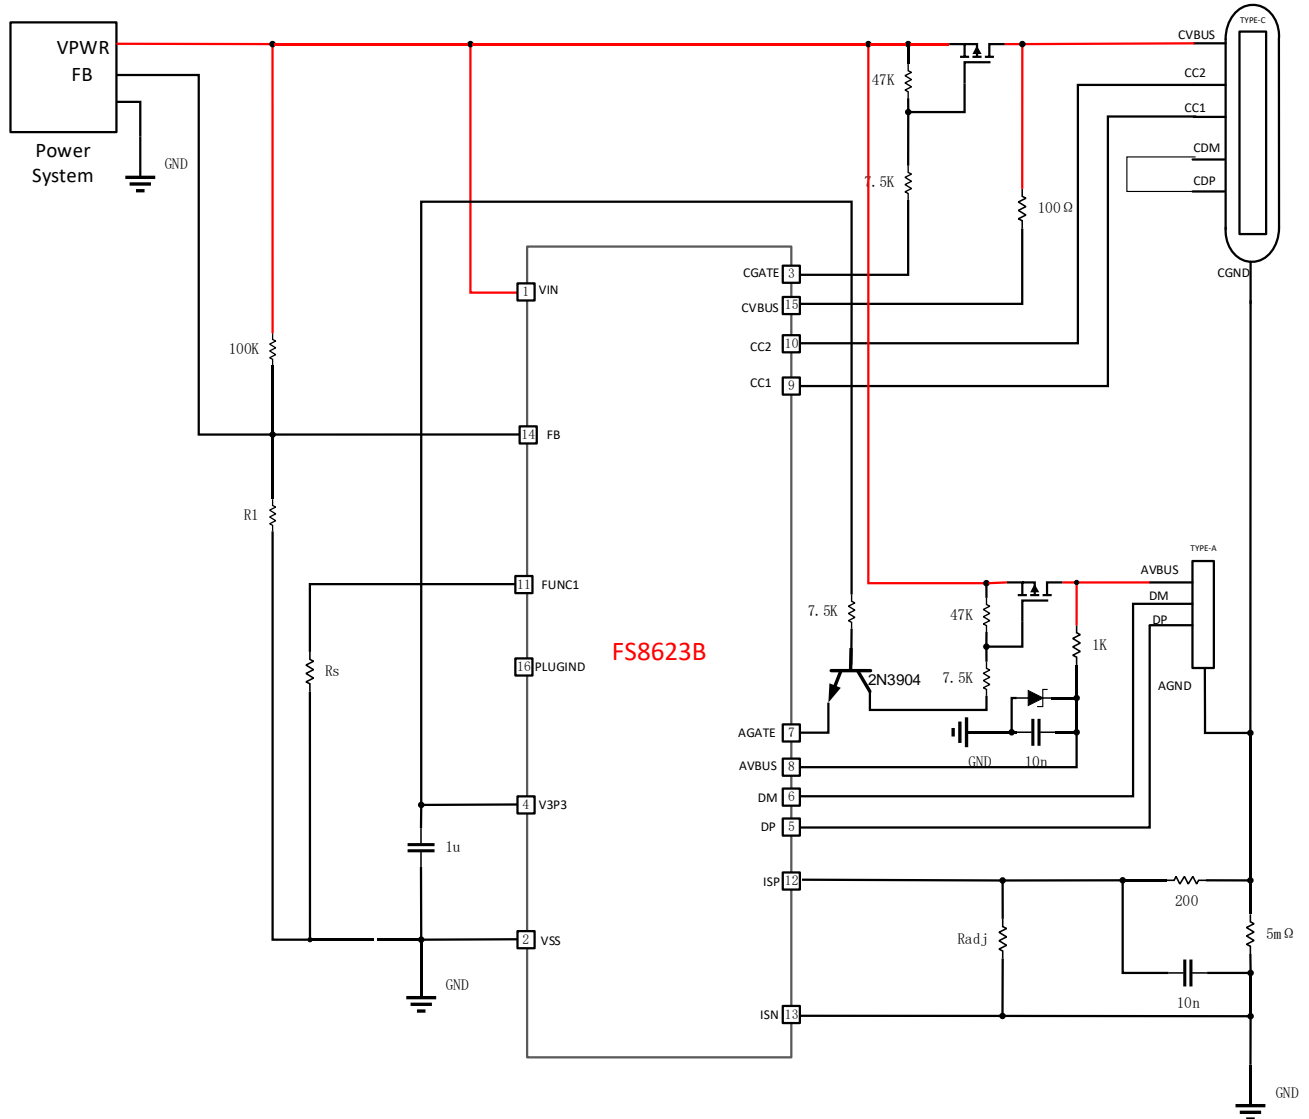 TYPE-C
VPWR
CVBUS
FB
CC2
47K
CC1
CDM
Power
System
GND
CDP
7.5K
100Ω
CGATE 3
CGND
1 VIN
CVBUS 15
CC2 10
100K
CC1 9
14 FB
R1
TYPE-A
AVBUS
11 FUNC1
DM
7.5K
47K
DP
1K
FS8623B
Rs
16 PLUGIND
2N3904
7.5K
AGND
AGATE 7
GND
10n
AVBUS 8
DM 6
4 V3P3
DP 5
1u
ISP 12
200
Radj
5mΩ
2 VSS
GND
10n
ISN 13
GND